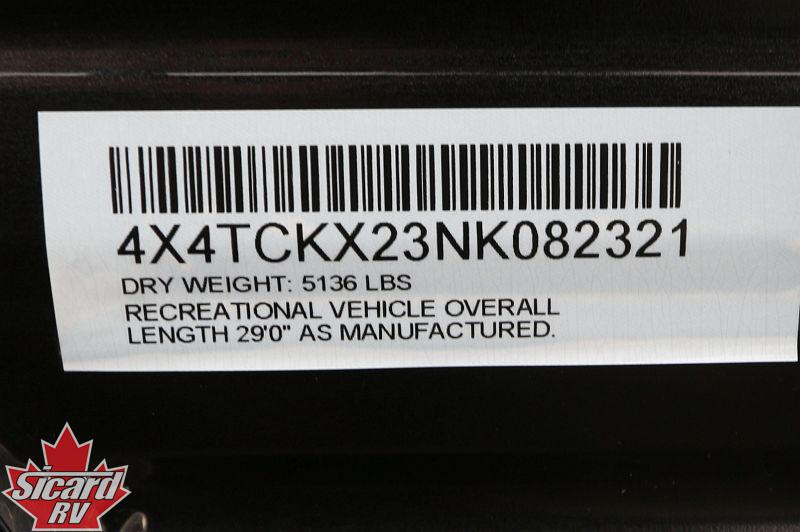 4X4TCKX23NK082321
DRY WEIGHT: 5136 LBS
RECREATIONAL VEHICLE OVERALL
LENGTH 29'0" AS MANUFACTURED.
Sicard
RV